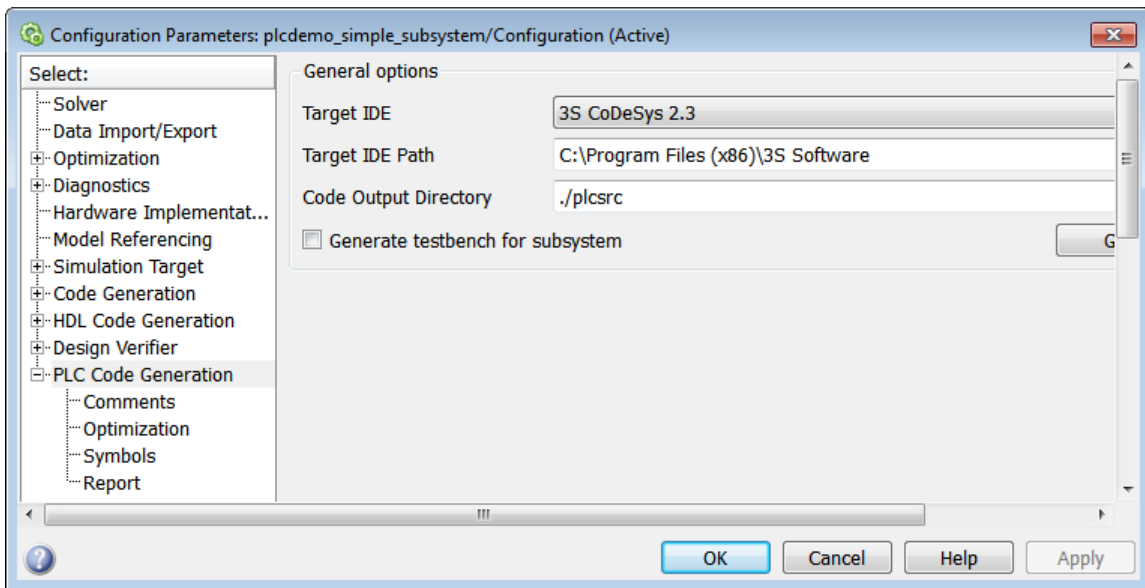 Configuration Parameters: plcdemo_simple_subsystem/Configuration (Active)
Select:
Solver
Data Import/Export
Optimization
Diagnostics
Hardware Implementat...
Model Referencing
Simulation Target
Code Generation
HDL Code Generation
Design Verifier
PLC Code Generation
Comments
Optimization
Symbols
Report
General options
Target IDE 3S CoDeSys 2.3
Target IDE Path C:\Program Files (x86)\3S Software
Code Output Directory ./plcsrc
Generate testbench for subsystem G
OK Cancel Help Apply